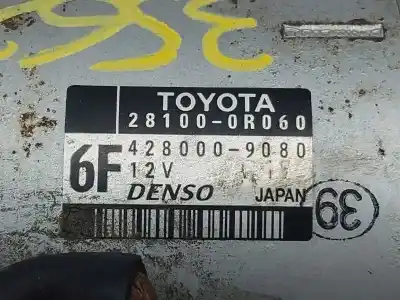 TOYOTA
28100-0R060
6F 428000-9080
12V
DENSO JAPAN
39